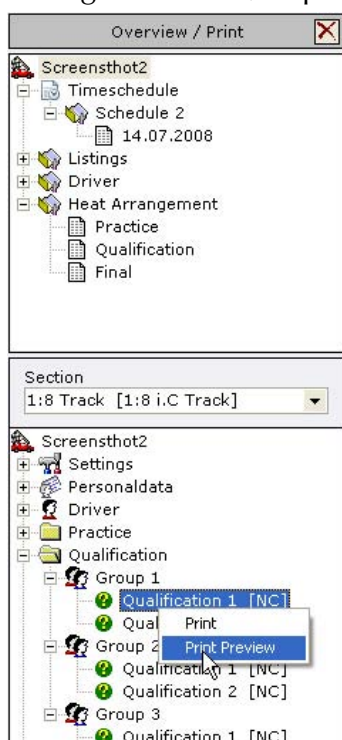 Overview / Print
Screensthot2
Timeschedule
Schedule 2
14.07.2008
Listings
Driver
Heat Arrangement
Practice
Qualification
Final
Section
1:8 Track [1:8 i.C Track]
Screensthot2
Settings
Personaldata
Driver
Practice
Qualification
Group 1
Qualification 1 [NC]
Qual
Print
Group 2
Print Preview
Qualification 1 [NC]
Qualification 2 [NC]
Group 3
Qualification 1 [NC]